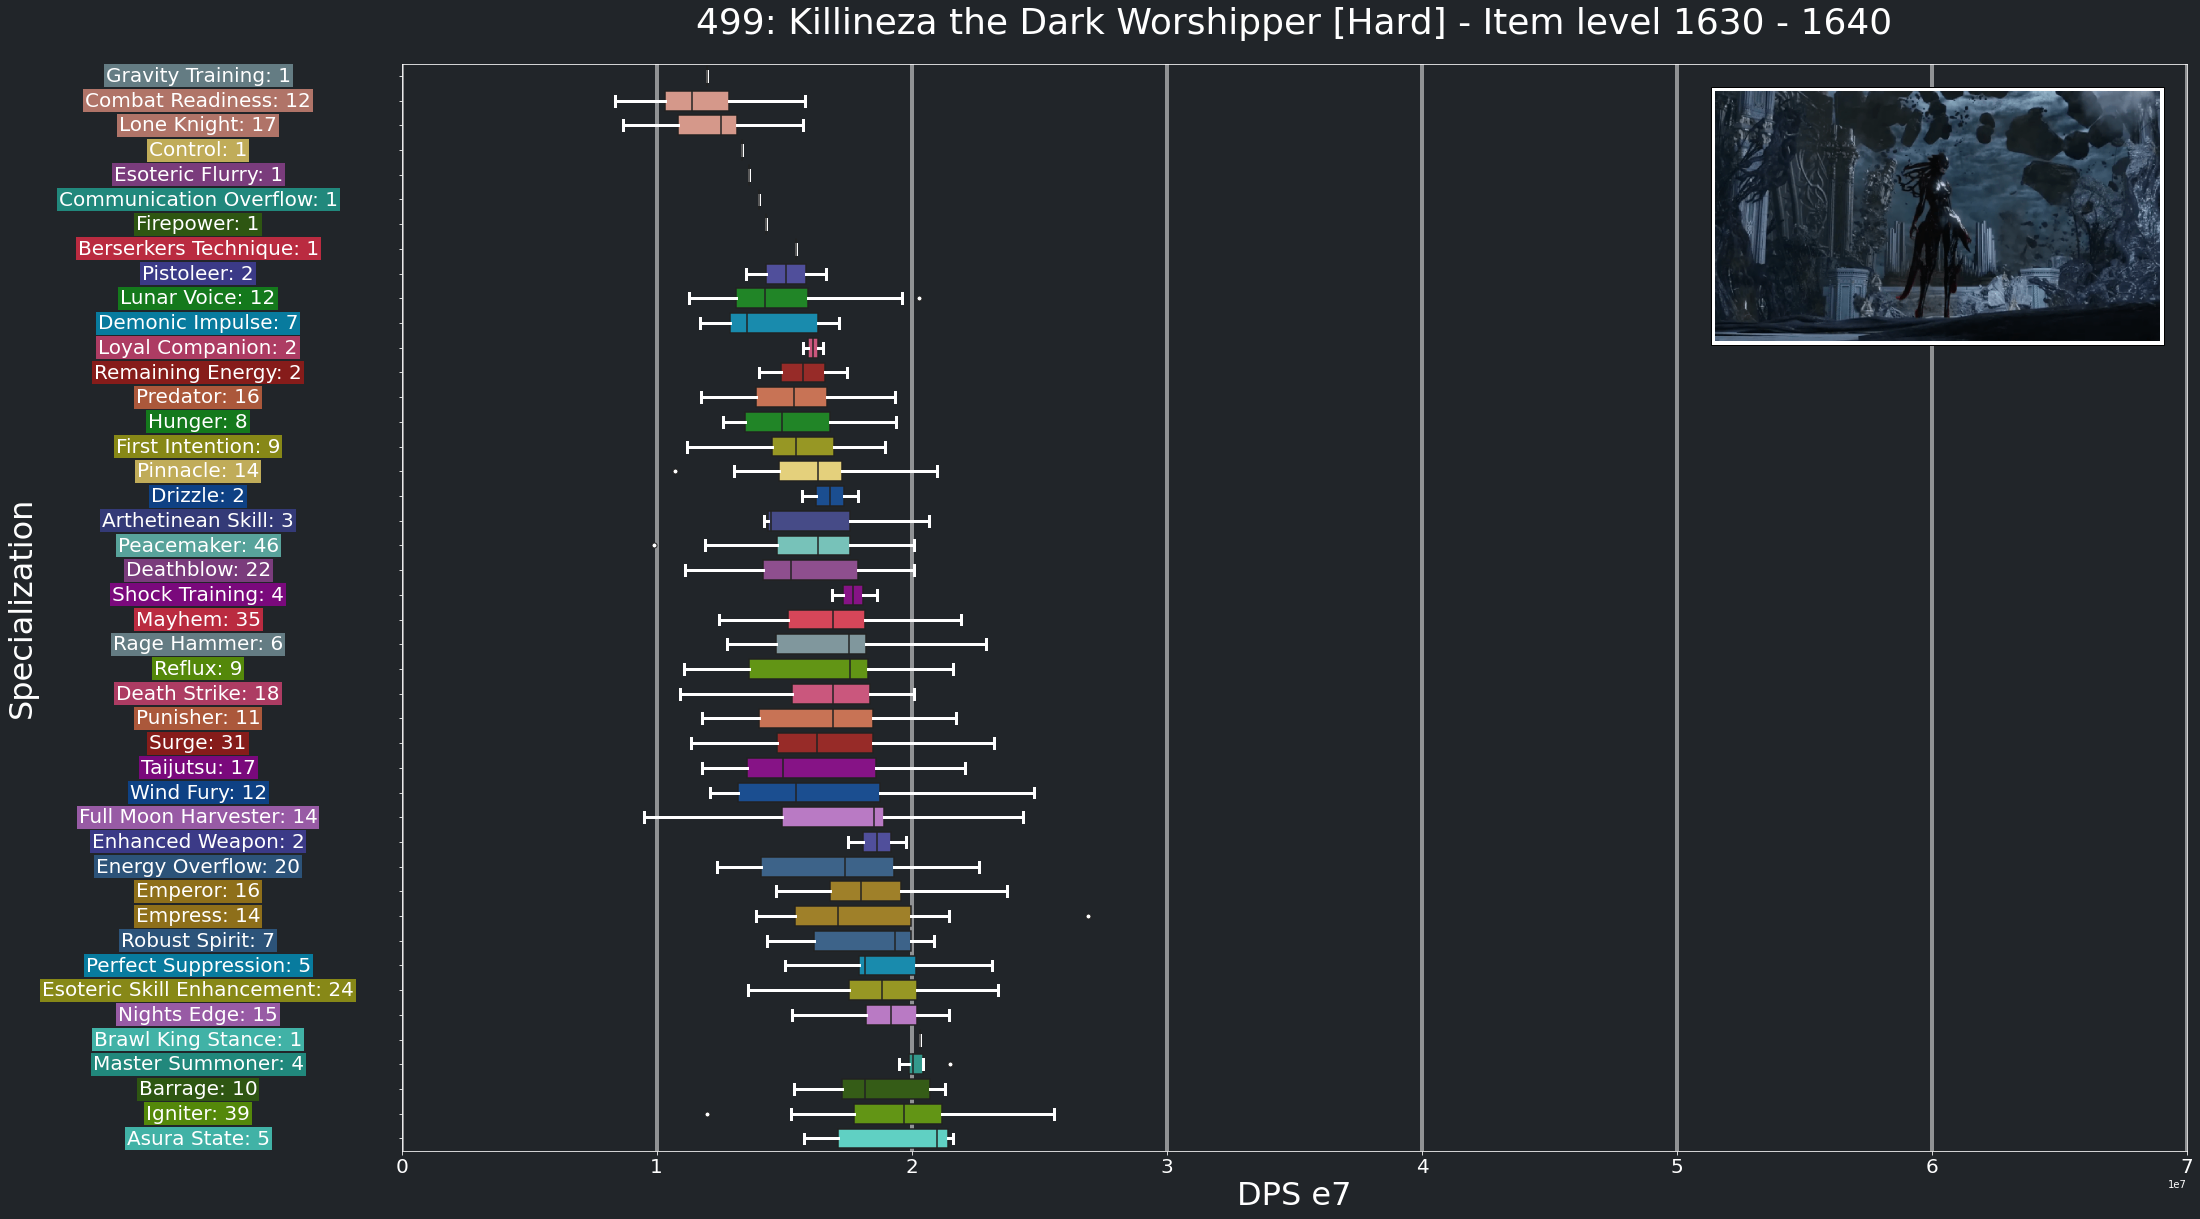 499: Killineza the Dark Worshipper [Hard] - Item level 1630 - 1640
Specialization
Gravity Training: 1
Combat Readiness: 12
Lone Knight: 17
Control: 1
Esoteric Flurry: 1
Communication Overflow: 1
Firepower: 1
Berserkers Technique: 1
Pistoleer: 2
Lunar Voice: 12
Demonic Impulse: 7
Loyal Companion: 2
Remaining Energy: 2
Predator: 16
Hunger: 8
First Intention: 9
Pinnacle: 14
Drizzle: 2
Arthetinean Skill: 3
Peacemaker: 46
Deathblow: 22
Shock Training: 4
Mayhem: 35
Rage Hammer: 6
Reflux: 9
Death Strike: 18
Punisher: 11
Surge: 31
Taijutsu: 17
Wind Fury: 12
Full Moon Harvester: 14
Enhanced Weapon: 2
Energy Overflow: 20
Emperor: 16
Empress: 14
Robust Spirit: 7
Perfect Suppression: 5
Esoteric Skill Enhancement: 24
Nights Edge: 15
Brawl King Stance: 1
Master Summoner: 4
Barrage: 10
Igniter: 39
Asura State: 5
0 1 2 3 4 5 6 7
1e7
DPS e7